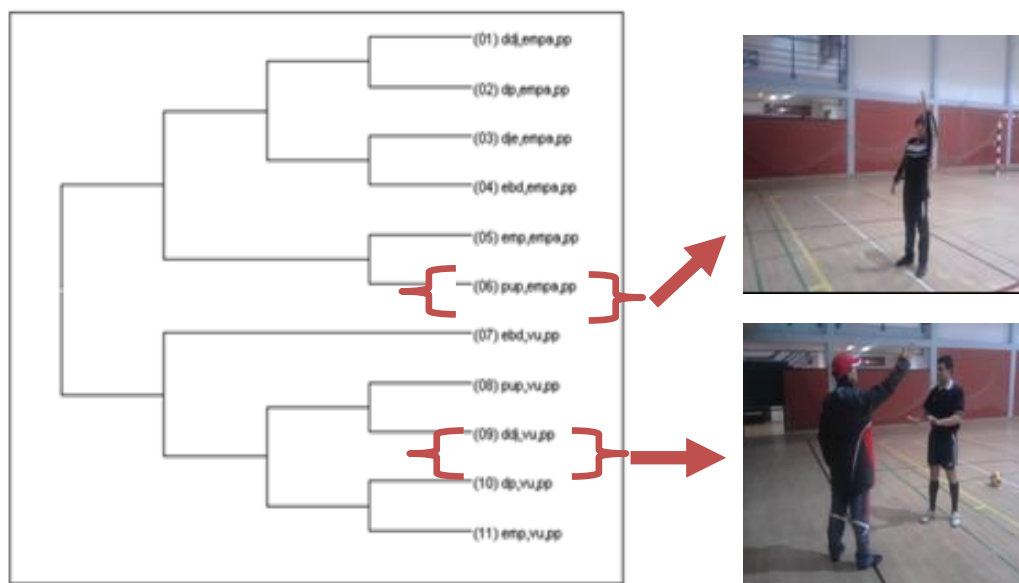 (01) ddj,empa,pp
(02) dp,empa,pp
(03) dje,empa,pp
(04) ebd,empa,pp
(05) emp,empa,pp
(06) pup,empa,pp
(07) ebd,vu,pp
(08) pup,vu,pp
(09) ddj,vu,pp
(10) dp,vu,pp
(11) emp,vu,pp